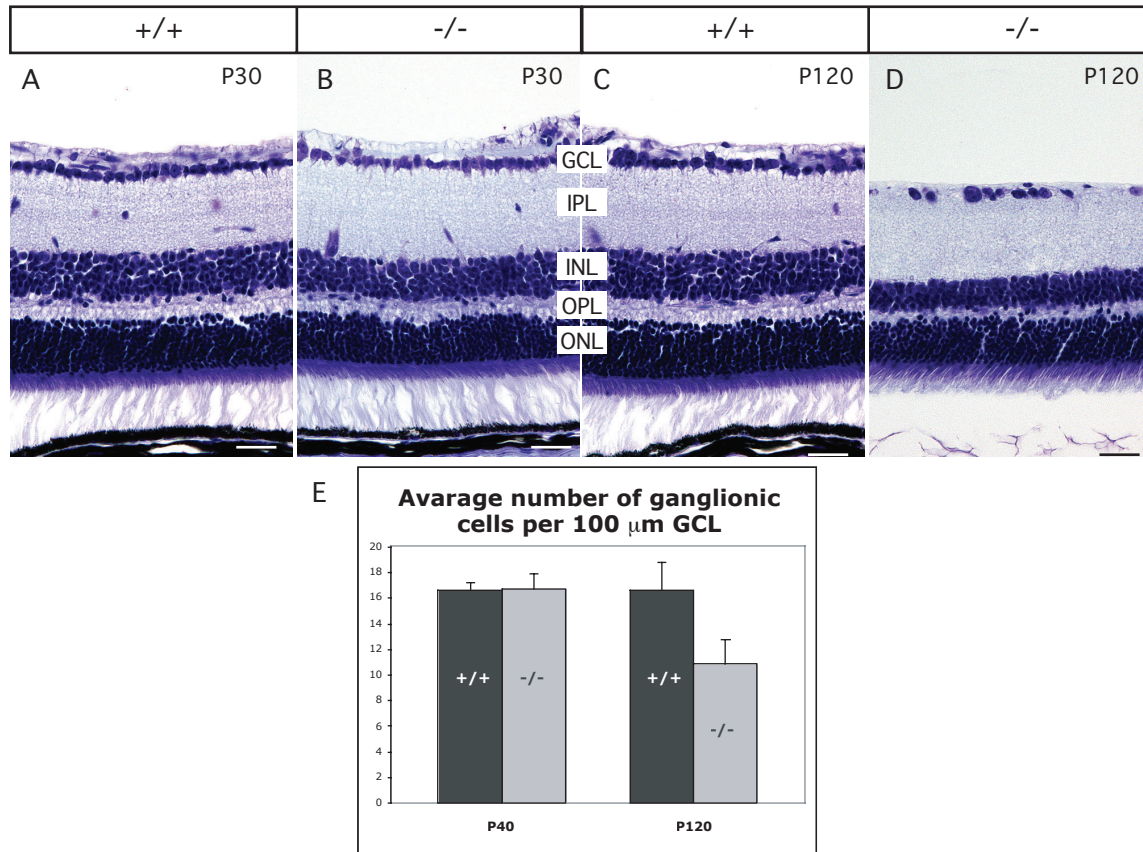 +/+ -/- +/+ -/-
A P30 B P30 C P120 D P120
GCL
IPL
INL
OPL
ONL
E
Avarage number of ganglionic
cells per 100 μm GCL
20
18
16
14
12
10
8
6
4
2
0
+/+ -/- +/+
-/-
P40 P120